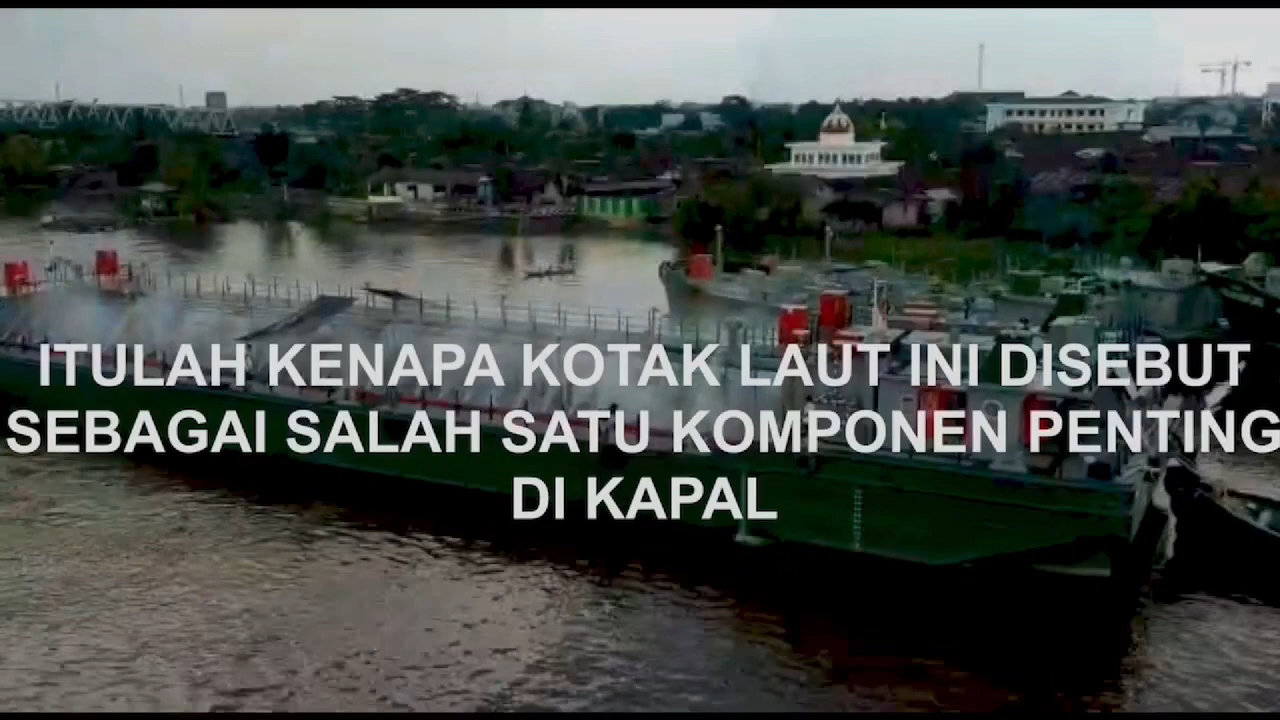 ITULAH KENAPA KOTAK LAUT INI DISEBUT
SEBAGAI SALAH SATU KOMPONEN PENTING
DI KAPAL